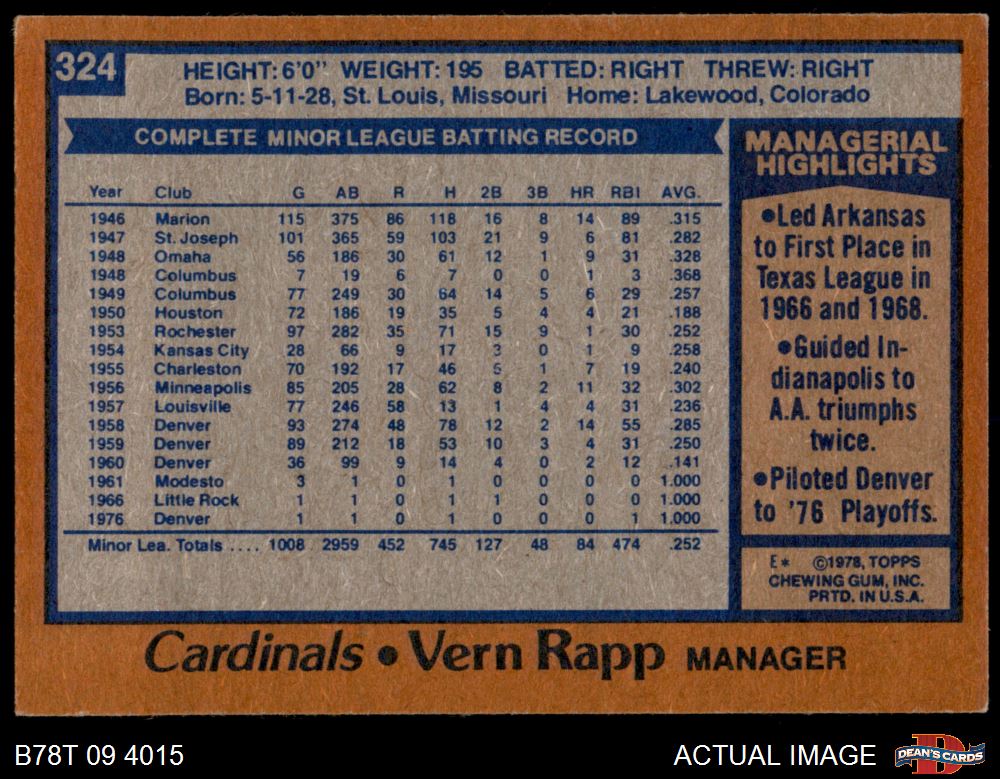 324
HEIGHT: 6'0" WEIGHT: 195 BATTED: RIGHT THREW: RIGHT
Born: 5-11-28, St. Louis, Missouri Home: Lakewood, Colorado
COMPLETE MINOR LEAGUE BATTING RECORD
Year Club G AB R H 2B 3B HR RBI AVG.
1946 Marion 115 375 86 118 16 8 14 89 .315
1947 St. Joseph 101 365 59 103 21 9 6 81 .282
1948 Omaha 56 186 30 61 12 1 9 31 .328
1948 Columbus 7 19 6 7 0 0 1 3 .368
1949 Columbus 77 249 30 64 14 5 6 29 .257
1950 Houston 72 186 19 35 5 4 4 21 .188
1953 Rochester 97 282 35 71 15 9 1 30 .252
1954 Kansas City 28 66 9 17 3 0 1 9 .258
1955 Charleston 70 192 17 46 5 1 7 19 .240
1956 Minneapolis 85 205 28 62 8 2 11 32 .302
1957 Louisville 77 246 58 13 1 4 4 31 .236
1958 Denver 93 274 48 78 12 2 14 55 .285
1959 Denver 89 212 18 53 10 3 4 31 .250
1960 Denver 36 99 9 14 4 0 2 12 .141
1961 Modesto 3 1 0 1 0 0 0 0 1.000
1966 Little Rock 1 1 0 1 1 0 0 0 1.000
1976 Denver 1 1 0 1 0 0 0 1 1.000
Minor Lea. Totals .... 1008 2959 452 745 127 48 84 474 .252
MANAGERIAL
HIGHLIGHTS
●Led Arkansas
to First Place in
Texas League in
1966 and 1968.
●Guided In-
dianapolis to
A.A. triumphs
twice.
●Piloted Denver
to '76 Playoffs.
E* ©1978, TOPPS
CHEWING GUM, INC.
PRTD. IN U.S.A.
Cardinals ● Vern Rapp MANAGER
B78T 09 4015 ACTUAL IMAGE
DEAN'S CARDS